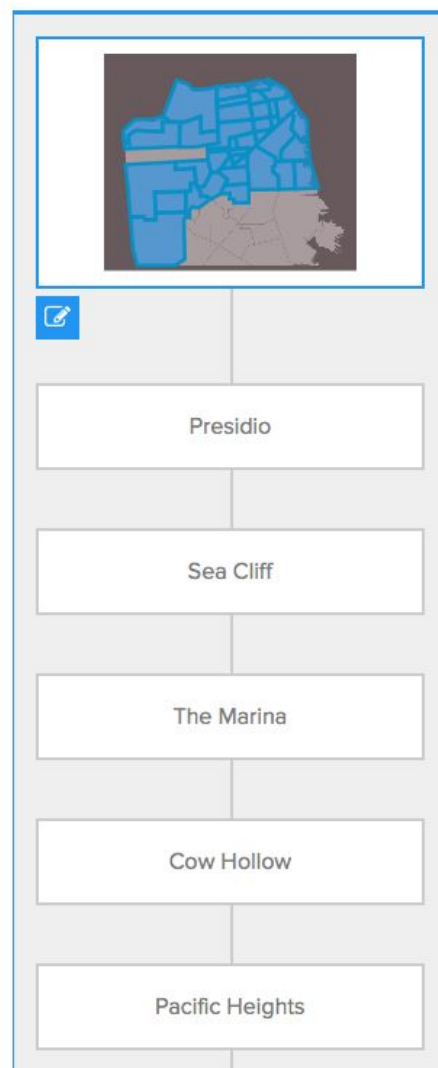 Presidio
Sea Cliff
The Marina
Cow Hollow
Pacific Heights